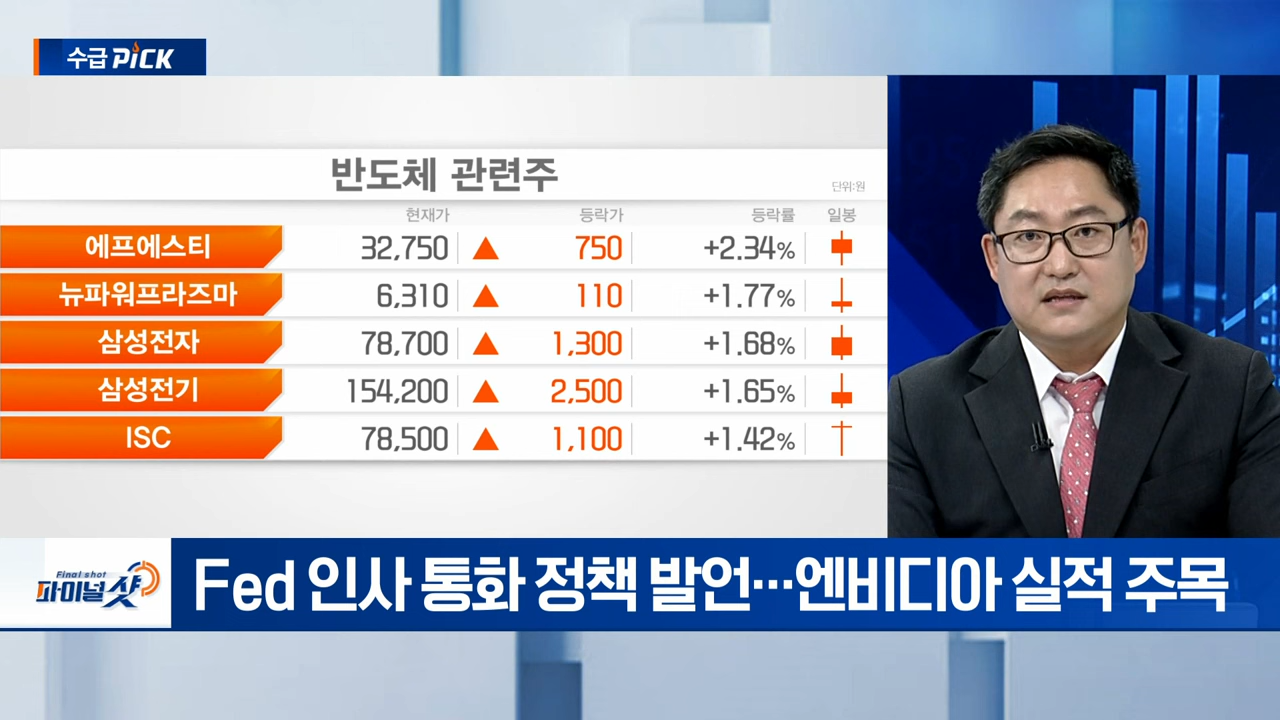 수급 PiCK
반도체 관련주
단위:원
현재가 등락가 등락률 일봉
에프에스티 32,750 ▲ 750 +2.34%
뉴파워프라즈마 6,310 ▲ 110 +1.77%
삼성전자 78,700 ▲ 1,300 +1.68%
삼성전기 154,200 ▲ 2,500 +1.65%
ISC 78,500 ▲ 1,100 +1.42%
Final shot
파이널샷
Fed 인사 통화 정책 발언…엔비디아 실적 주목